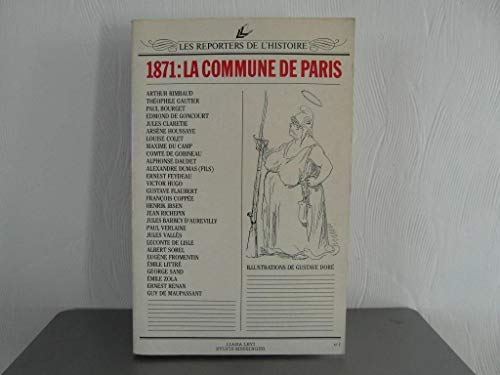 LES REPORTERS DE L'HISTOIRE
1871: LA COMMUNE DE PARIS
ARTHUR RIMBAUD
THÉOPHILE GAUTIER
PAUL BOURGET
EDMOND DE GONCOURT
JULES CLARETIE
ARSÈNE HOUSSAYE
LOUISE COLET
MAXIME DU CAMP
COMTE DE GOBINEAU
ALPHONSE DAUDET
ALEXANDRE DUMAS (FILS)
ERNEST FEYDEAU
VICTOR HUGO
GUSTAVE FLAUBERT
FRANÇOIS COPPÉE
HENRIK IBSEN
JEAN RICHEPIN
JULES BARBEY D'AUREVILLY
PAUL VERLAINE
JULES VALLÈS
LECONTE DE LISLE
ALBERT SOREL
EUGÈNE FROMENTIN
ÉMILE LITTRÉ
GEORGE SAND
ÉMILE ZOLA
ERNEST RENAN
GUY DE MAUPASSANT
ILLUSTRATIONS DE GUSTAVE DORÉ
LIANA LEVI
SYLVIE MESSINGER